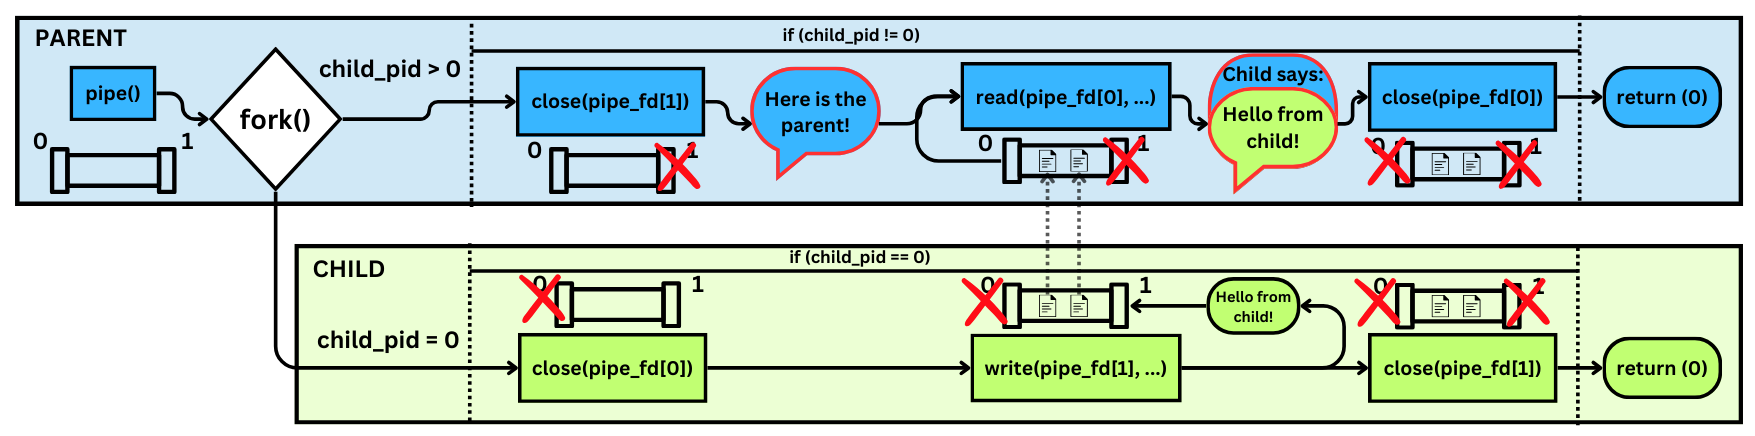 PARENT
if (child_pid != 0)
child_pid > 0
pipe()
fork()
0
1
close(pipe_fd[1])
0
1
Here is the
parent!
read(pipe_fd[0], ...)
0
1
Child says:
Hello from
child!
close(pipe_fd[0])
0
1
return (0)
CHILD
if (child_pid == 0)
child_pid = 0
0
1
close(pipe_fd[0])
0
1
write(pipe_fd[1], ...)
Hello from
child!
0
1
close(pipe_fd[1])
return (0)